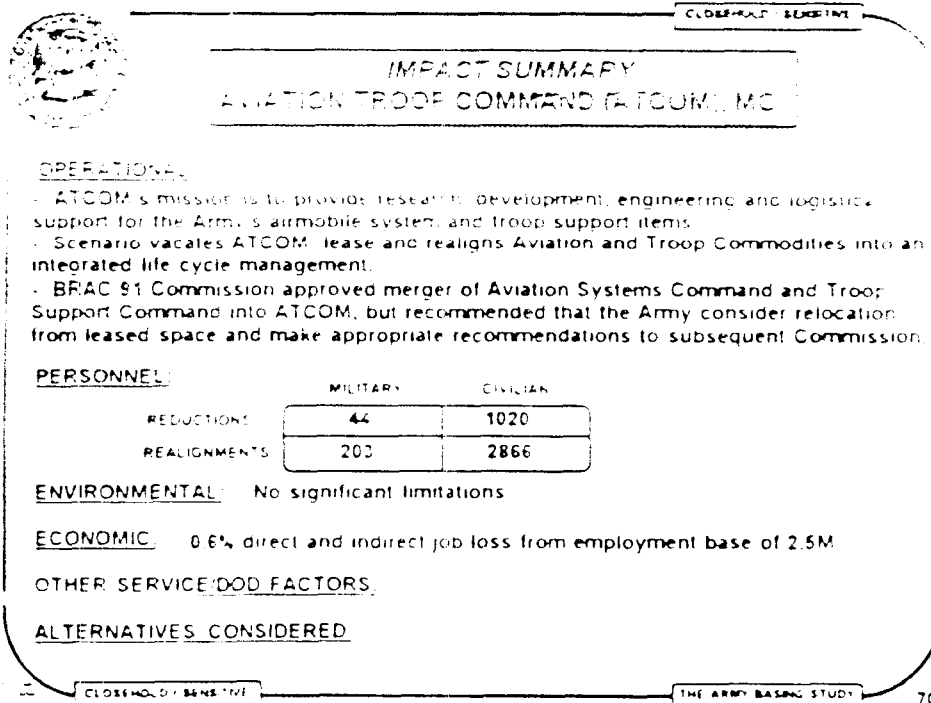 CLOSEHOLD - SENSITIVE
IMPACT SUMMARY
AVIATION TROOP COMMAND (ATCOM), MO
OPERATIONAL:
- ATCOM's mission is to provide research, development, engineering and logistics
support for the Army's airmobile system and troop support items
- Scenario vacates ATCOM lease and realigns Aviation and Troop Commodities into an
integrated life cycle management.
- BRAC 91 Commission approved merger of Aviation Systems Command and Troop
Support Command into ATCOM, but recommended that the Army consider relocation
from leased space and make appropriate recommendations to subsequent Commission.
PERSONNEL:
MILITARY CIVILIAN
REDUCTIONS 44 1020
REALIGNMENTS 203 2866
ENVIRONMENTAL: No significant limitations
ECONOMIC: 0.6% direct and indirect job loss from employment base of 2.5M
OTHER SERVICE/DOD FACTORS:
ALTERNATIVES CONSIDERED
CLOSEHOLD - SENSITIVE THE ARMY BASING STUDY 70